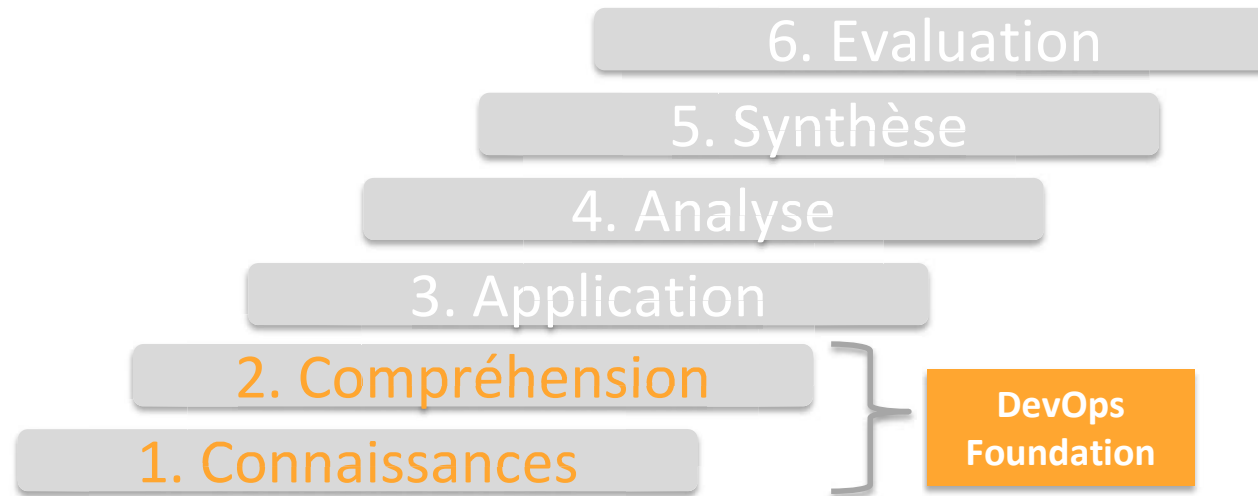 6. Evaluation
5. Synthèse
4. Analyse
3. Application
2. Compréhension
1. Connaissances
DevOps
Foundation